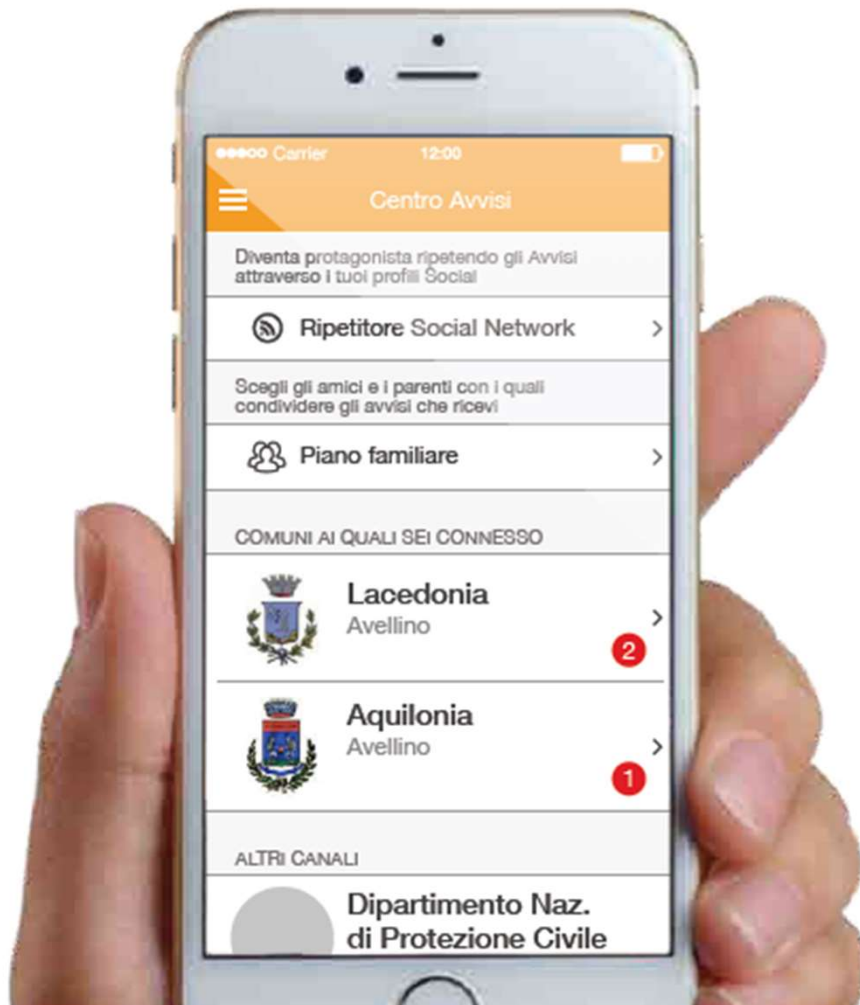 Carrier 12:00
Centro Avvisi
Diventa protagonista ripetendo gli Avvisi
attraverso i tuoi profili Social
Ripetitore Social Network
Scegli gli amici e i parenti con i quali
condividere gli avvisi che ricevi
Piano familiare
COMUNI AI QUALI SEI CONNESSO
Lacedonia
Avellino
2
Aquilonia
Avellino
1
ALTRI CANALI
Dipartimento Naz.
di Protezione Civile